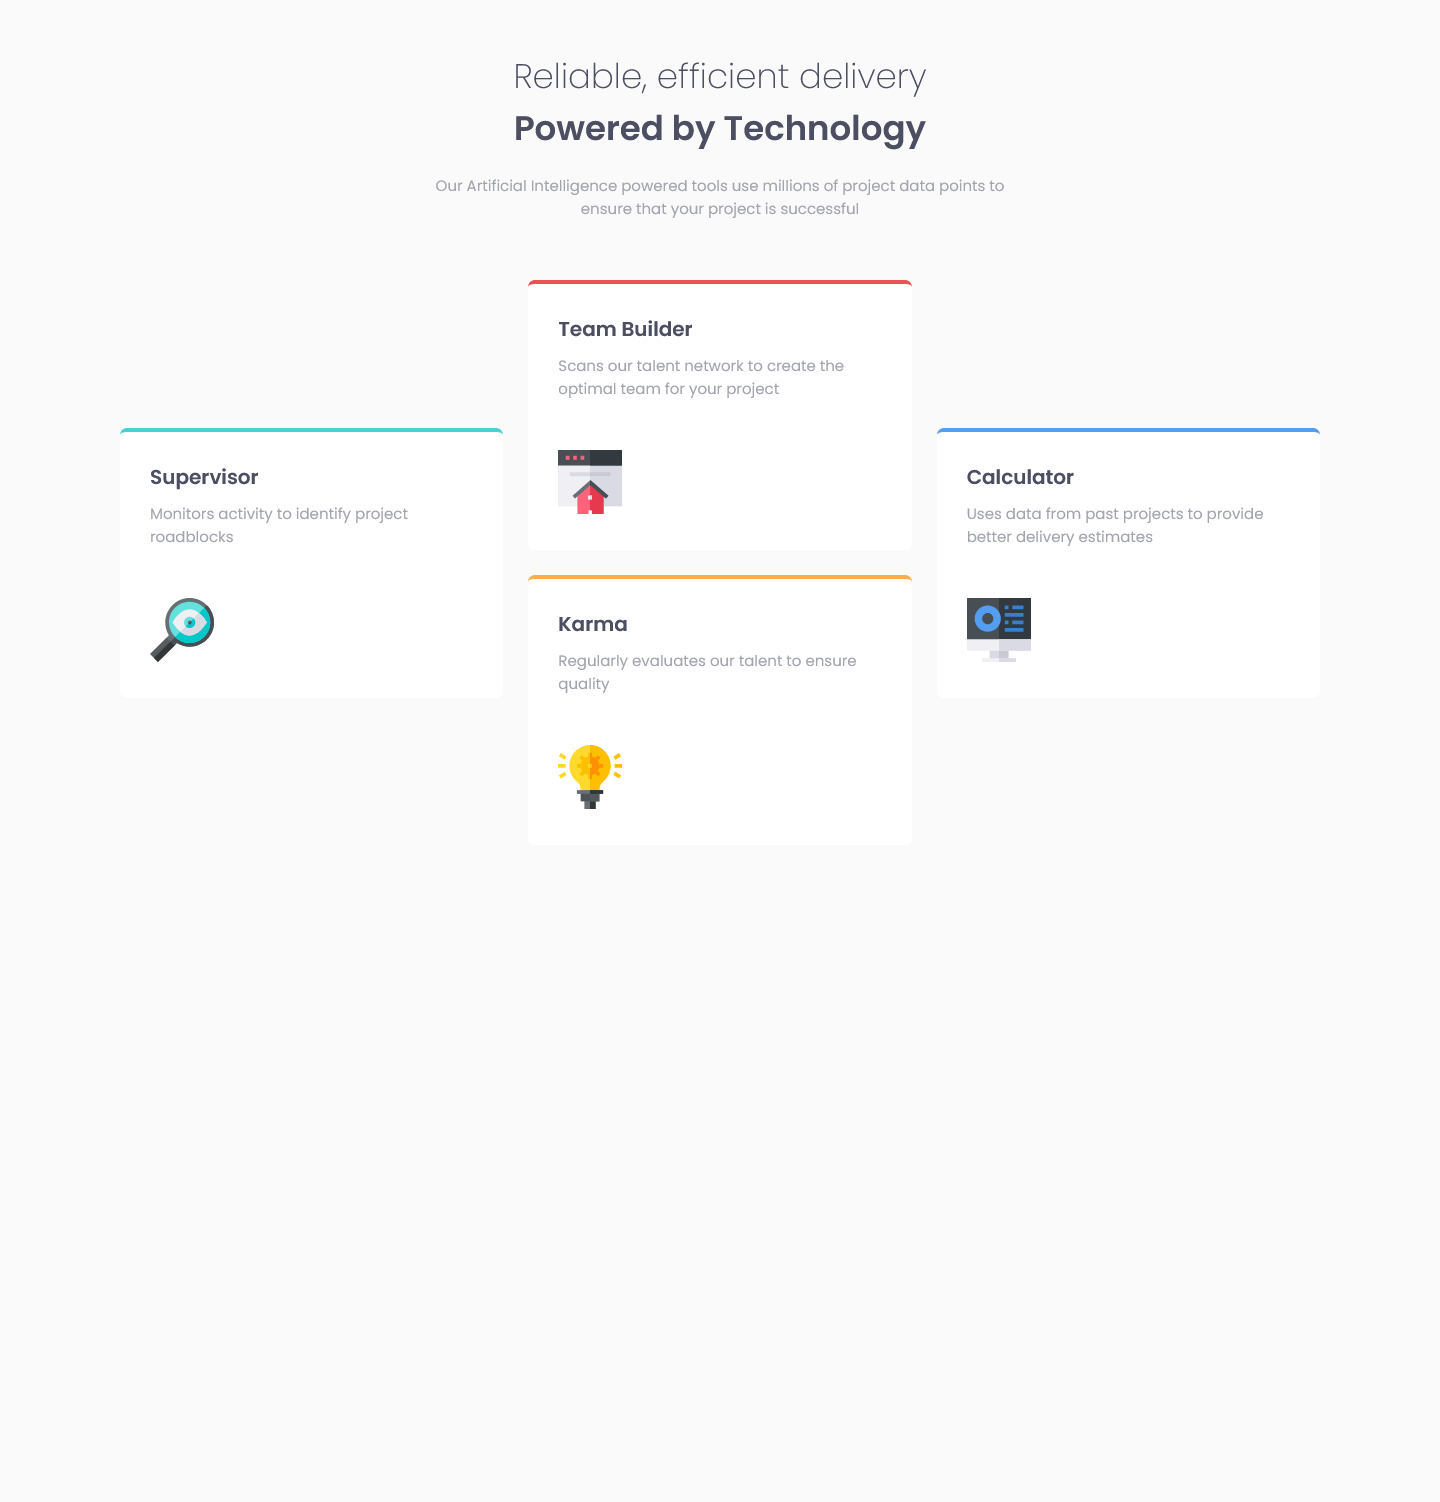 Reliable, efficient delivery
Powered by Technology
Our Artificial Intelligence powered tools use millions of project data points to
ensure that your project is successful
Team Builder
Scans our talent network to create the
optimal team for your project
Supervisor
Monitors activity to identify project
roadblocks
Calculator
Uses data from past projects to provide
better delivery estimates
Karma
Regularly evaluates our talent to ensure
quality